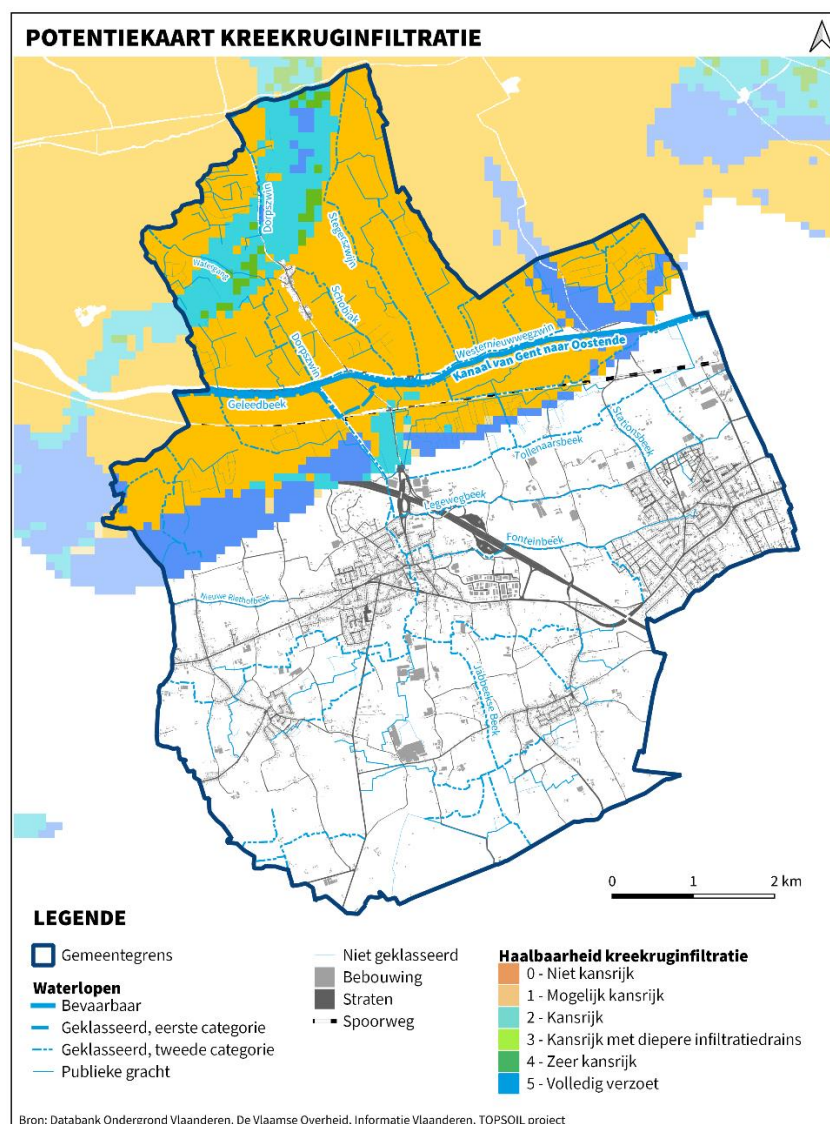 POTENTIEKAART KREEKRUGINFILTRATIE
Dorpszwin
Stegerszwijn
Watergang
Schobiak
Dorpszwin
Westernieuwwegzwin
Kanaal van Gent naar Oostende
Geleedbeek
Stationsbeek
Tollenaarsbeek
Legewegbeek
Fonteinbeek
Nieuwe Riethofbeek
Jabbeekse Beek
0 1 2 km
LEGENDE
Gemeentegrens
Waterlopen
Bevaarbaar
Geklasseerd, eerste categorie
Geklasseerd, tweede categorie
Publieke gracht
Niet geklasseerd
Bebouwing
Straten
Spoorweg
Haalbaarheid kreekruginfiltratie
0 - Niet kansrijk
1 - Mogelijk kansrijk
2 - Kansrijk
3 - Kansrijk met diepere infiltratiedrains
4 - Zeer kansrijk
5 - Volledig verzoet
Bron: Databank Ondergrond Vlaanderen, De Vlaamse Overheid, Informatie Vlaanderen, TOPSOIL project